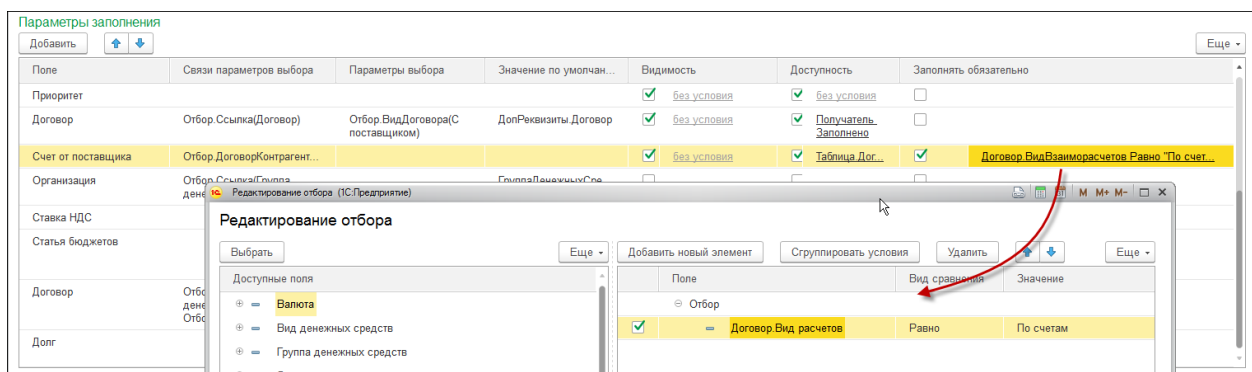 Параметры заполнения
Добавить Еще
Поле Связи параметров выбора Параметры выбора Значение по умолчан... Видимость Доступность Заполнять обязательно
Приоритет без условия без условия
Договор Отбор.Ссылка(Договор) Отбор.ВидДоговора(С ДопРеквизиты.Договор без условия Получатель
поставщиком) Заполнено
Счет от поставщика Отбор.ДоговорКонтрагент... без условия Таблица.Дог... Договор.ВидВзаиморасчетов Равно "По счет...
Организация
Редактирование отбора (1С:Предприятие) M M+ M-
Редактирование отбора
Ставка НДС
Статья бюджетов Выбрать Еще Добавить новый элемент Сгруппировать условия Удалить Еще
Доступные поля Поле Вид сравнения Значение
Договор Валюта Отбор
Вид денежных средств Договор.Вид расчетов Равно По счетам
Долг Группа денежных средств